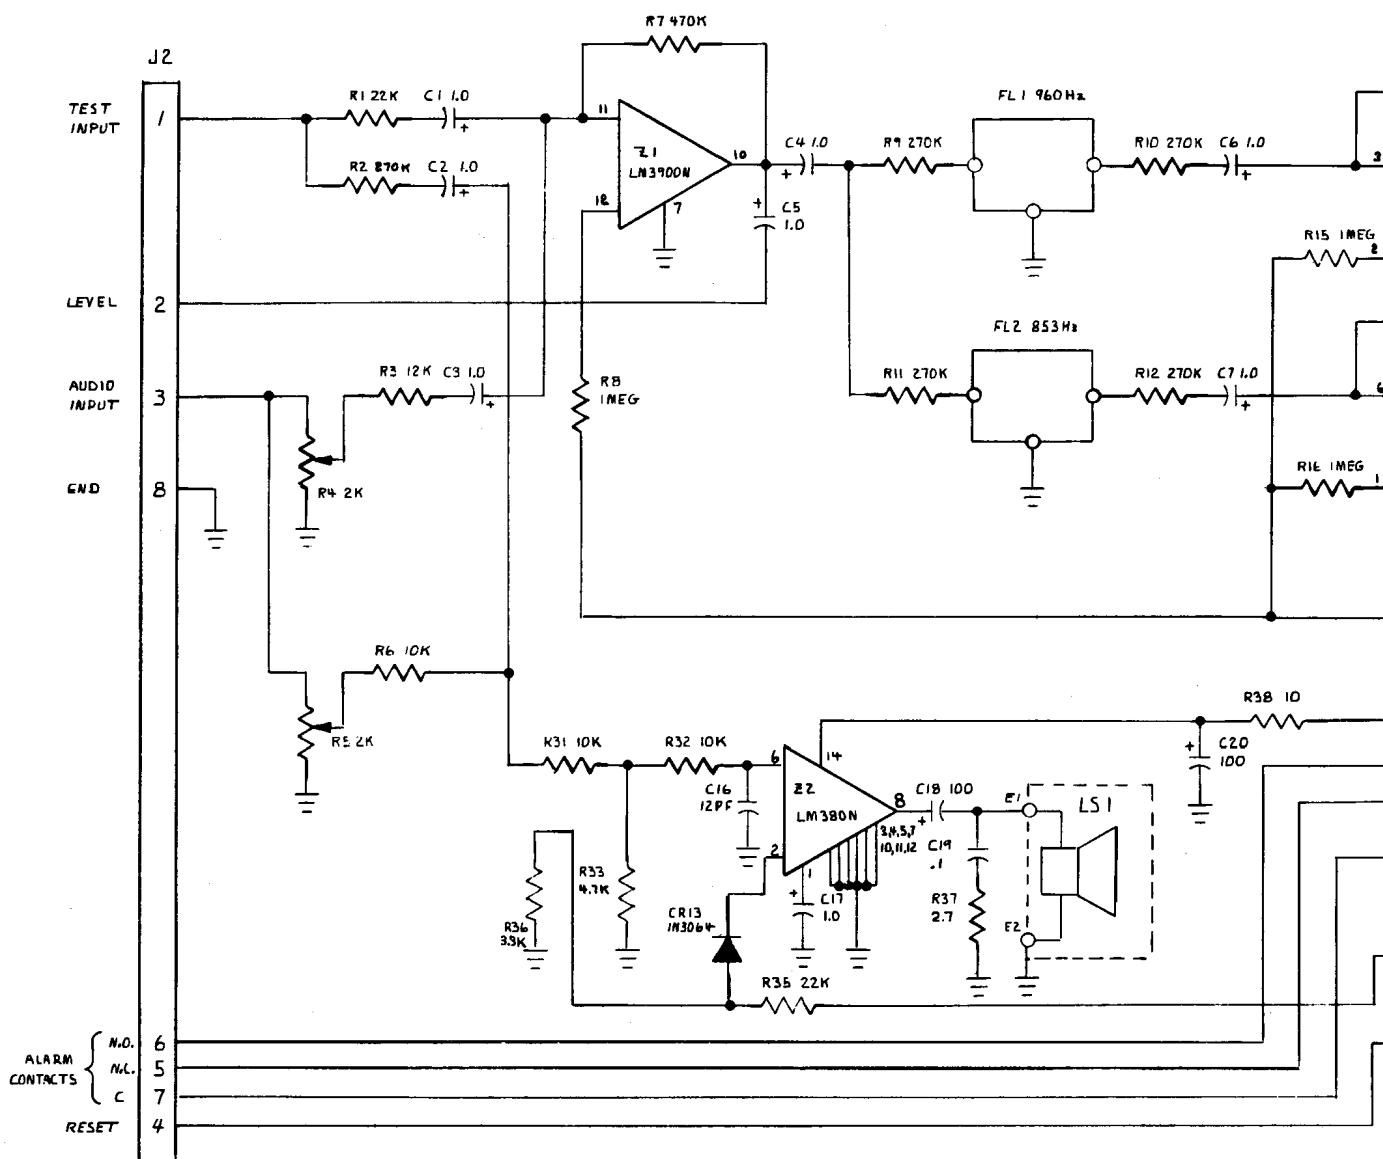 R7 470K
J2
TEST
INPUT
1
R1 22K
C1 1.0
+
R2 270K
C2 1.0
+
11
Z1
LM3900N
10
12
7
C4 1.0
+
+
C5
1.0
R9 270K
FL1 960Hz
R10 270K
C6 1.0
+
3
R15 1MEG
2
LEVEL
2
FL2 853Hz
AUDIO
INPUT
3
R3 12K
C3 1.0
+
R8
1MEG
R11 270K
R12 270K
C7 1.0
+
6
R16 1MEG
1
GND
8
R4 2K
R6 10K
R5 2K
R31 10K
R32 10K
C16
12PF
6
14
Z2
LM380N
8
2
1
3,4,5,7
10,11,12
C18 100
+
C19
.1
R37
2.7
E1
LS1
E2
R38 10
+
C20
100
R33
4.7K
R36
3.3K
CR13
1N3064
+
C17
1.0
R35 22K
ALARM
CONTACTS
N.O.
6
N.C.
5
C
7
RESET
4